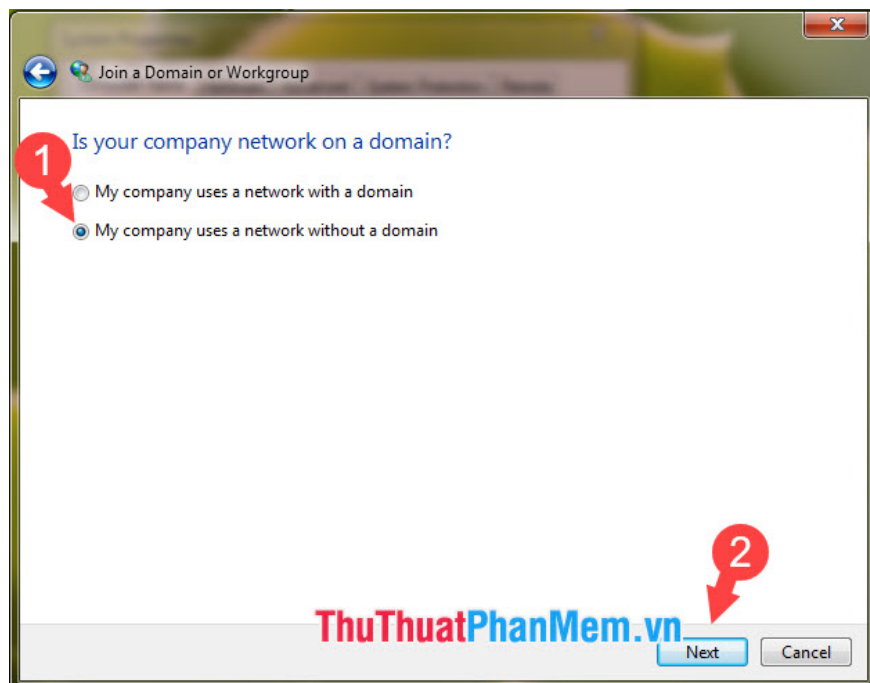 x
Join a Domain or Workgroup
Is your company network on a domain?
1
My company uses a network with a domain
My company uses a network without a domain
2
ThuThuatPhanMem.vn
Next
Cancel